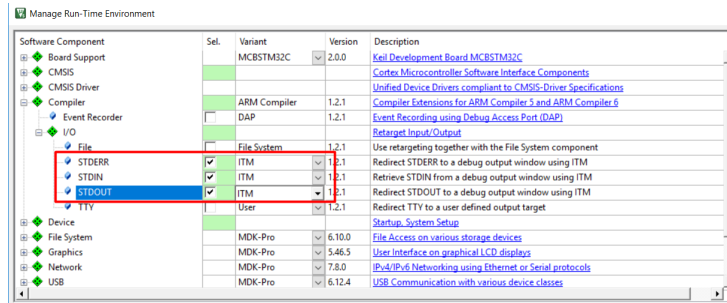 Manage Run-Time Environment
Software Component Sel. Variant Version Description
Board Support MCBSTM32C 2.0.0 Keil Development Board MCBSTM32C
CMSIS Cortex Microcontroller Software Interface Components
CMSIS Driver Unified Device Drivers compliant to CMSIS-Driver Specifications
Compiler ARM Compiler 1.2.1 Compiler Extensions for ARM Compiler 5 and ARM Compiler 6
Event Recorder DAP 1.2.1 Event Recording using Debug Access Port (DAP)
I/O Retarget Input/Output
File File System 1.2.1 Use retargeting together with the File System component
STDERR ITM 1.2.1 Redirect STDERR to a debug output window using ITM
STDIN ITM 1.2.1 Retrieve STDIN from a debug output window using ITM
STDOUT ITM 1.2.1 Redirect STDOUT to a debug output window using ITM
TTY User 1.2.1 Redirect TTY to a user defined output target
Device Startup, System Setup
File System MDK-Pro 6.10.0 File Access on various storage devices
Graphics MDK-Pro 5.46.5 User Interface on graphical LCD displays
Network MDK-Pro 7.8.0 IPv4/IPv6 Networking using Ethernet or Serial protocols
USB MDK-Pro 6.12.4 USB Communication with various device classes